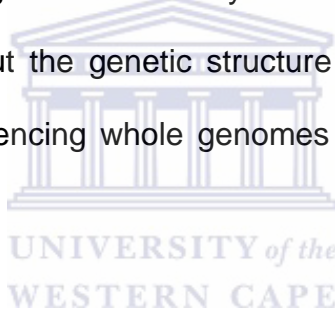 ut the genetic structure
encing whole genomes
UNIVERSITY of the
WESTERN CAPE